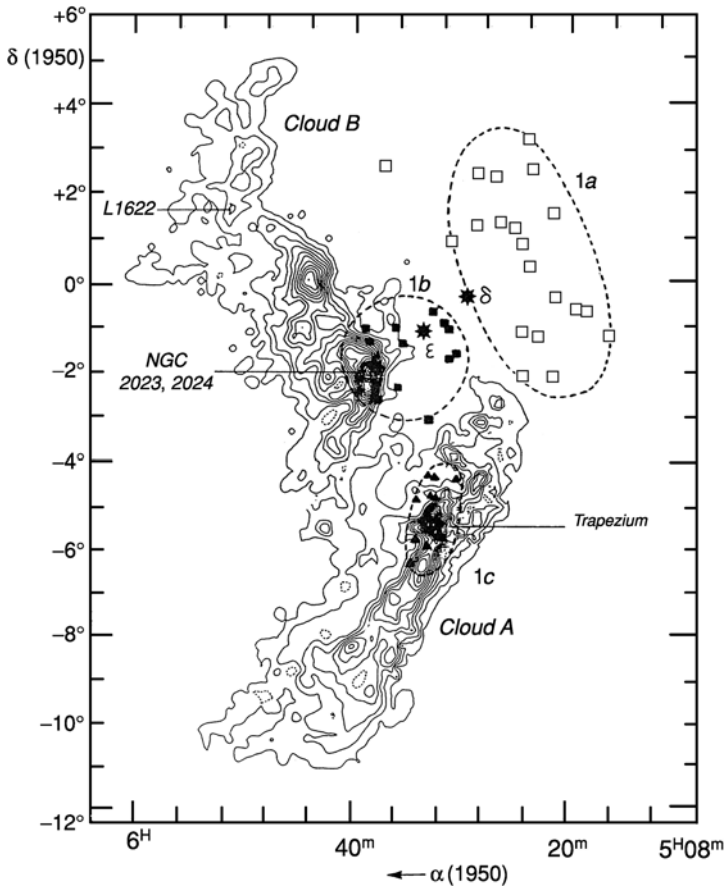 +6°
δ (1950)
+4°
Cloud B
1a
+2°
L1622
0°
1b
δ
ε
NGC
2023, 2024
−2°
−4°
Trapezium
−6°
1c
Cloud A
−8°
−10°
−12°
6ᴴ
40ᵐ
20ᵐ
5ᴴ08ᵐ
← α (1950)